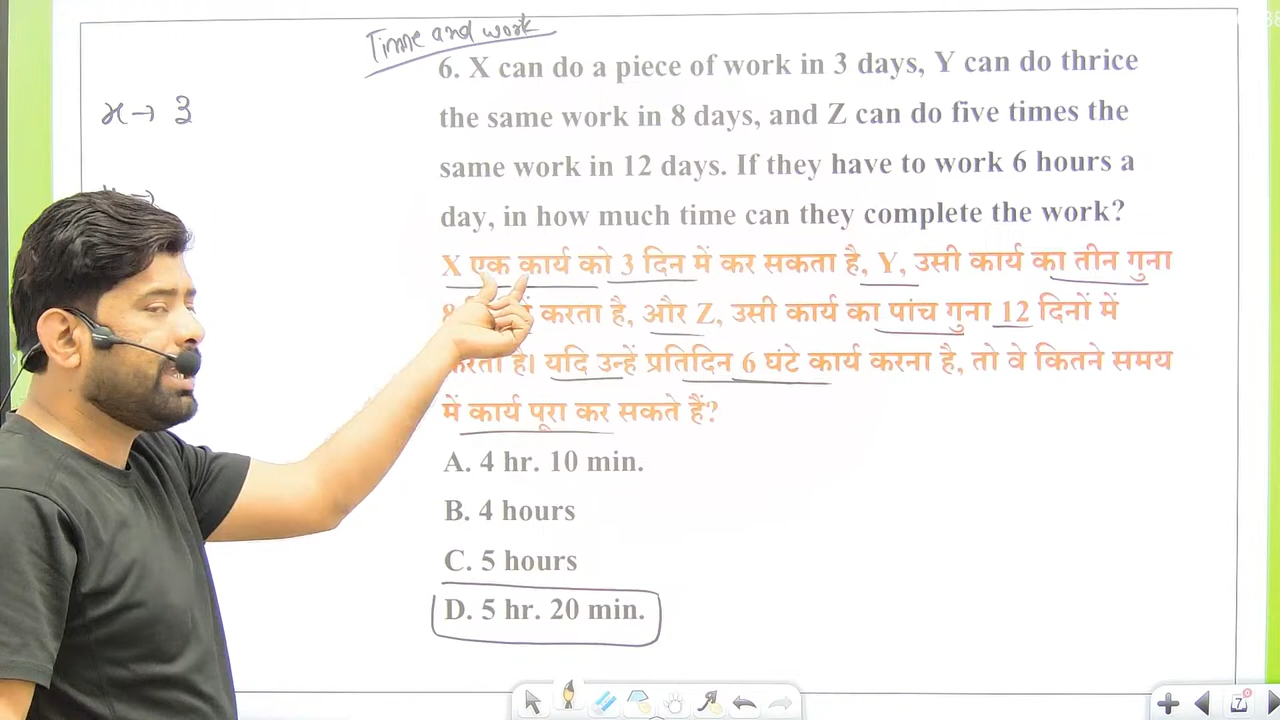 Time and work
6. X can do a piece of work in 3 days, Y can do thrice
x → 3
the same work in 8 days, and Z can do five times the
same work in 12 days. If they have to work 6 hours a
day, in how much time can they complete the work?
X एक कार्य को 3 दिन में कर सकता है, Y, उसी कार्य का तीन गुना
करता है, और Z, उसी कार्य का पांच गुना 12 दिनों में
है। यदि उन्हें प्रतिदिन 6 घंटे कार्य करना है, तो वे कितने समय
में कार्य पूरा कर सकते हैं?
A. 4 hr. 10 min.
B. 4 hours
C. 5 hours
D. 5 hr. 20 min.